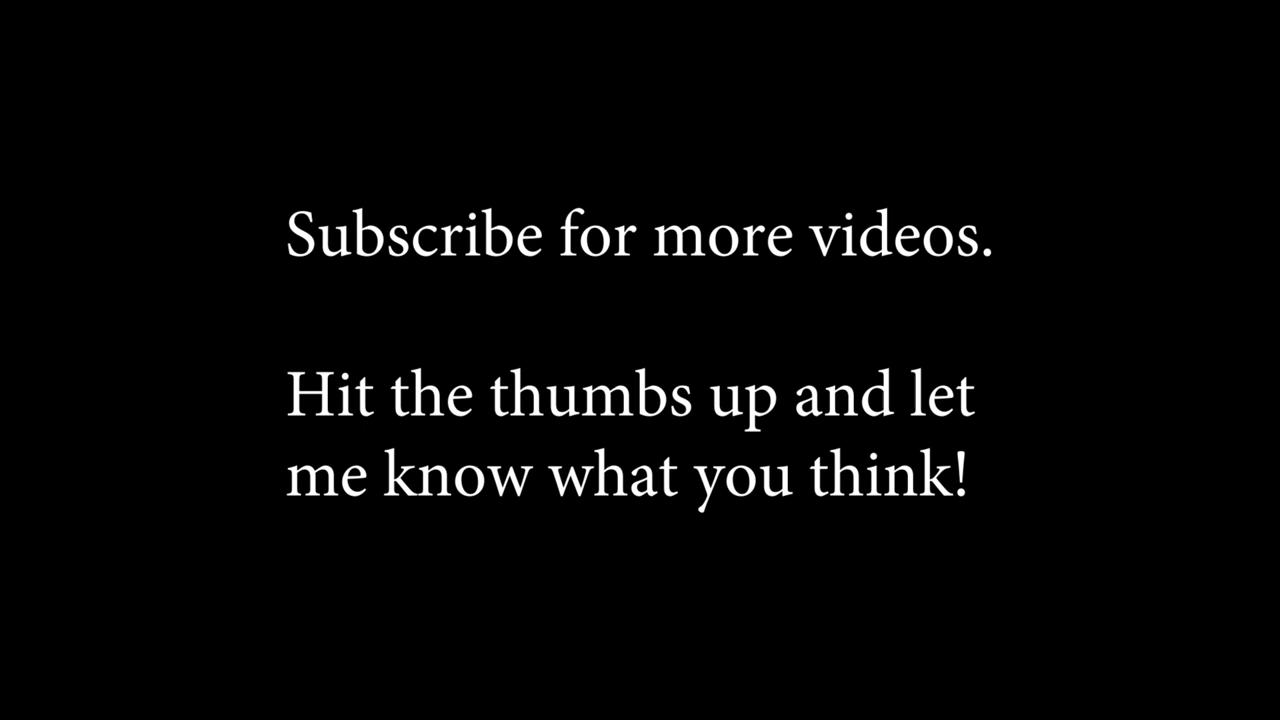 Subscribe for more videos.
Hit the thumbs up and let
me know what you think!